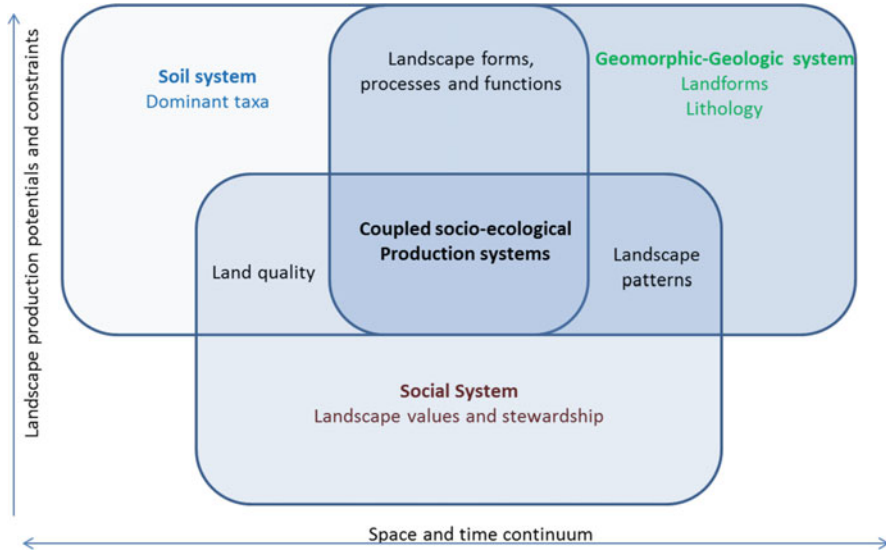 Landscape production potentials and constraints
Soil system
Dominant taxa
Landscape forms,
processes and functions
Geomorphic-Geologic system
Landforms
Lithology
Coupled socio-ecological
Production systems
Land quality
Landscape
patterns
Social System
Landscape values and stewardship
Space and time continuum